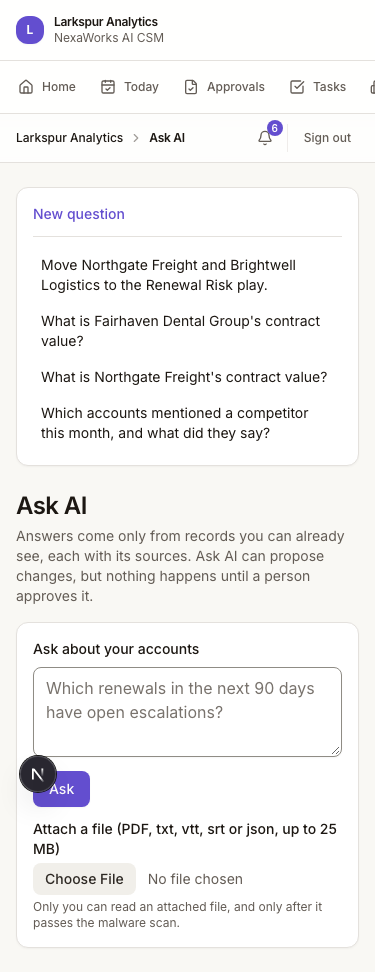 L
Larkspur Analytics
NexaWorks AI CSM
Home
Today
Approvals
Tasks
Larkspur Analytics > Ask AI
6
Sign out
New question
Move Northgate Freight and Brightwell
Logistics to the Renewal Risk play.
What is Fairhaven Dental Group's contract
value?
What is Northgate Freight's contract value?
Which accounts mentioned a competitor
this month, and what did they say?
Ask AI
Answers come only from records you can already
see, each with its sources. Ask AI can propose
changes, but nothing happens until a person
approves it.
Ask about your accounts
Which renewals in the next 90 days
have open escalations?
N
Ask
Attach a file (PDF, txt, vtt, srt or json, up to 25
MB)
Choose File
No file chosen
Only you can read an attached file, and only after it
passes the malware scan.